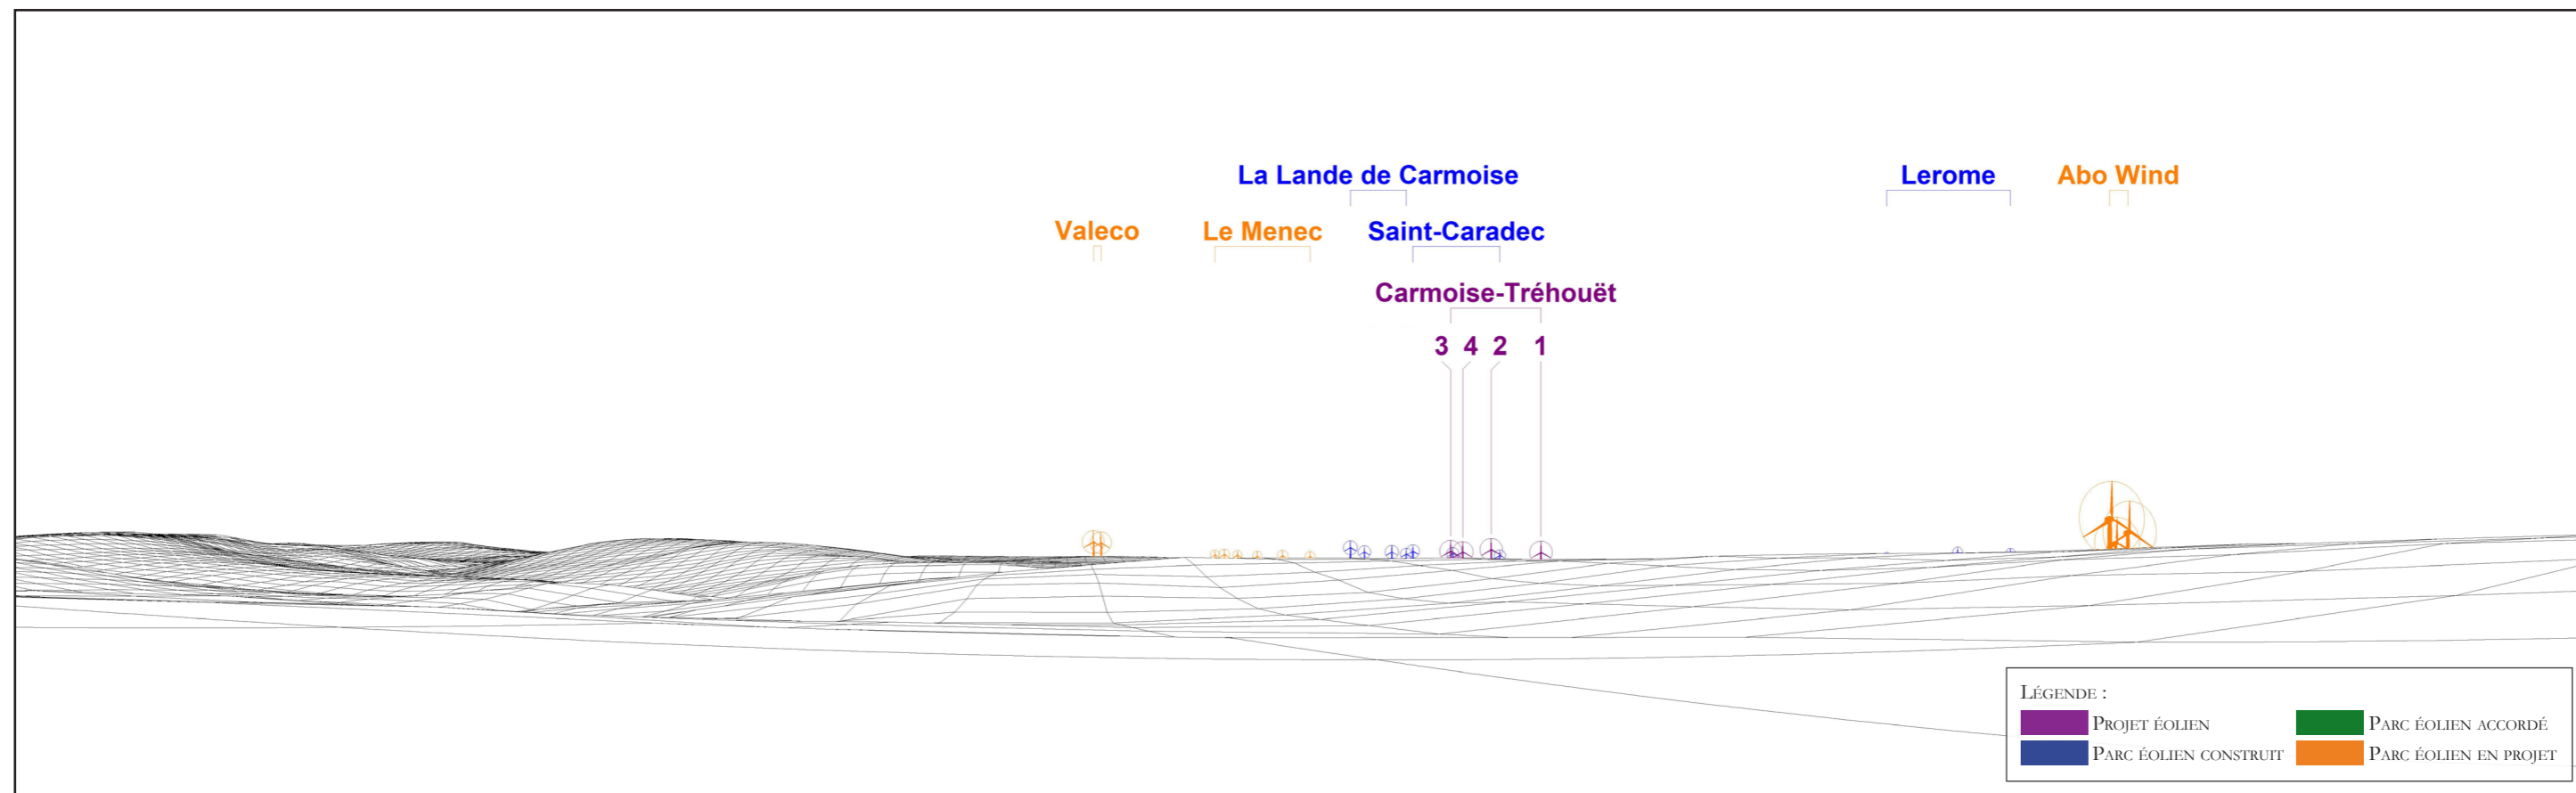 La Lande de Carmoise
Lerome
Abo Wind
Valeco
Le Menec
Saint-Caradec
Carmoise-Tréhouët
3 4 2 1
Légende :
Projet éolien
Parc éolien accordé
Parc éolien construit
Parc éolien en projet